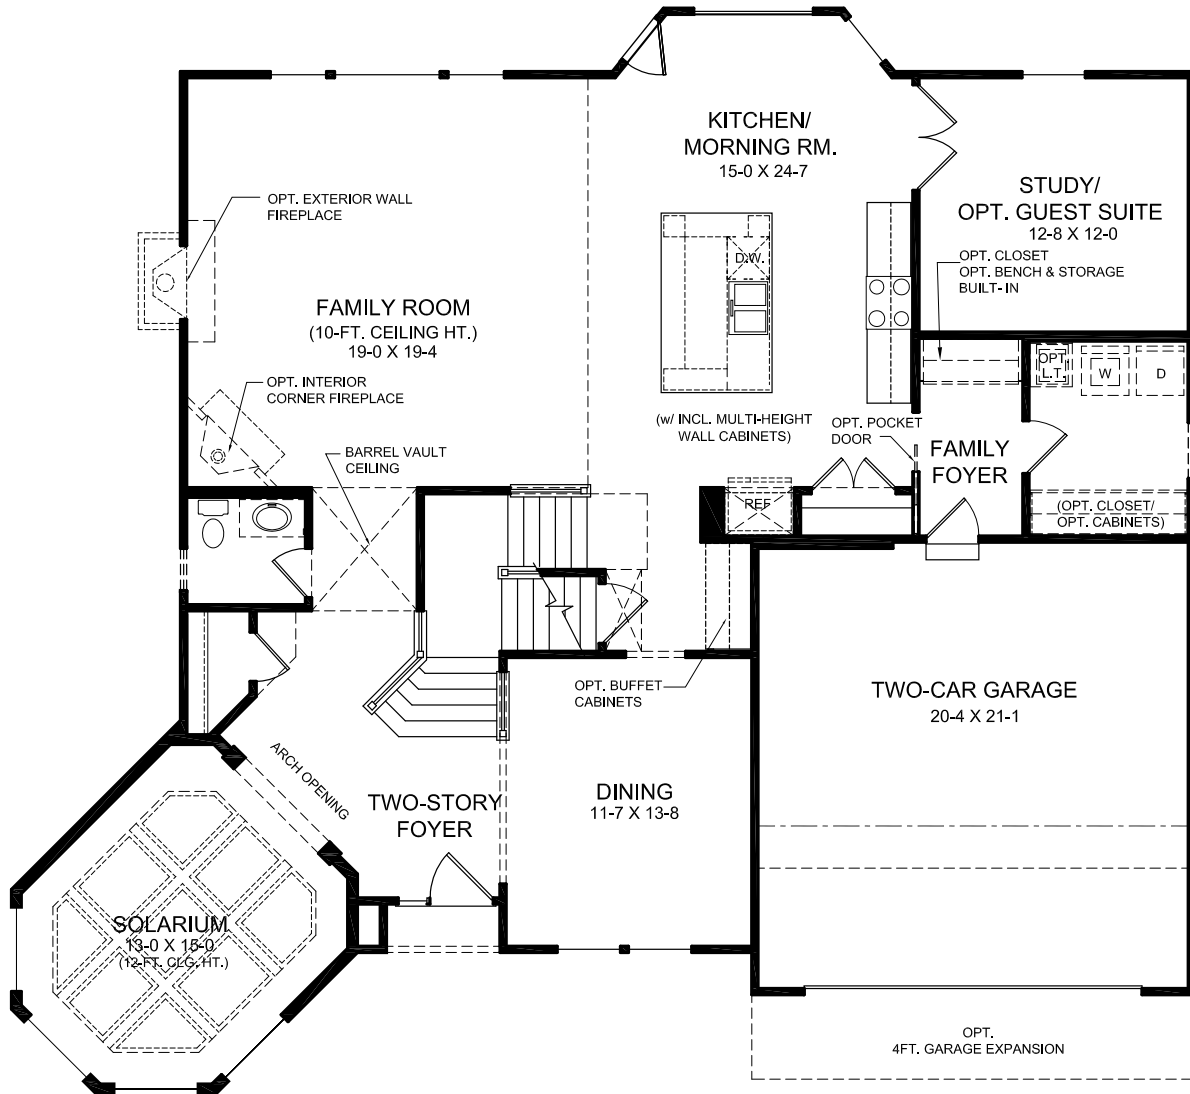 KITCHEN/
MORNING RM.
15-0 X 24-7
STUDY/
OPT. GUEST SUITE
12-8 X 12-0
OPT. CLOSET
OPT. BENCH & STORAGE
BUILT- IN
OPT. EXTERIOR WALL
FIREPLACE
D.W.
FAMILY ROOM
(10-FT. CEILING HT.)
19-0 X 19-4
OPT. INTERIOR
CORNER FIREPLACE
OPT
L.T.
W
D
(w/ INCL. MULTI-HEIGHT
WALL CABINETS)
OPT. POCKET
DOOR
FAMILY
FOYER
BARREL VAULT
CEILING
REF
(OPT. CLOSET/
OPT. CABINETS)
OPT. BUFFET
CABINETS
TWO-CAR GARAGE
20-4 X 21-1
ARCH OPENING
TWO-STORY
FOYER
DINING
11-7 X 13-8
SOLARIUM
13-0 X 15-0
(12-FT. CLG. HT.)
OPT.
4FT. GARAGE EXPANSION